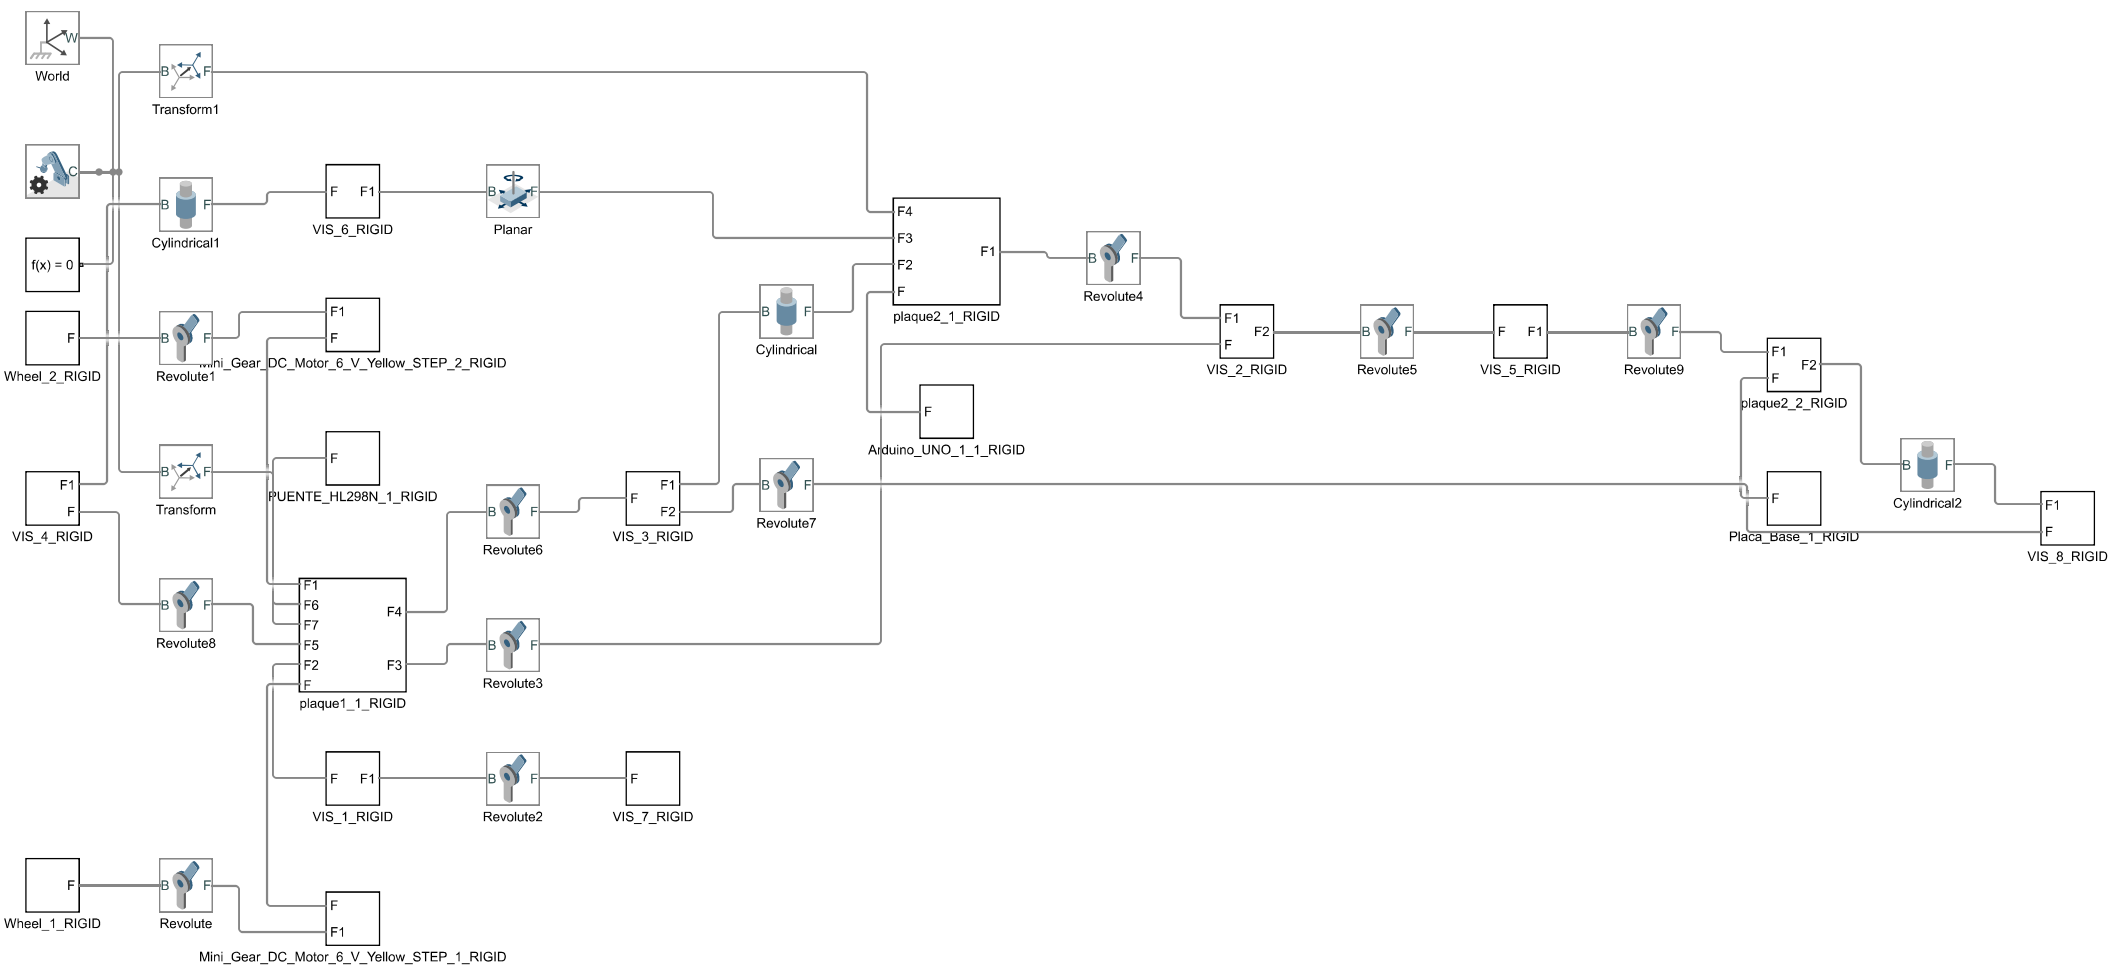 W
World
B F
Transform1
C
B F
Cylindrical1
F F1
VIS_6_RIGID
B F
Planar
f(x) = 0
F4
F3
F2
F
F1
plaque2_1_RIGID
B F
Revolute4
F
Wheel_2_RIGID
B F
Revolute1
F1
F
Mini_Gear_DC_Motor_6_V_Yellow_STEP_2_RIGID
B F
Cylindrical
F1
F
F2
VIS_2_RIGID
B F
Revolute5
F F1
VIS_5_RIGID
B F
Revolute9
F1
F
F2
plaque2_2_RIGID
F
Arduino_UNO_1_1_RIGID
F1
F
VIS_4_RIGID
B F
Transform
F
PUENTE_HL298N_1_RIGID
B F
Revolute6
F
F1
F2
VIS_3_RIGID
B F
Revolute7
F
Placa_Base_1_RIGID
B F
Cylindrical2
F1
F
VIS_8_RIGID
B F
Revolute8
F1
F6
F7
F5
F2
F
F4
F3
plaque1_1_RIGID
B F
Revolute3
F F1
VIS_1_RIGID
B F
Revolute2
F
VIS_7_RIGID
F
Wheel_1_RIGID
B F
Revolute
F
F1
Mini_Gear_DC_Motor_6_V_Yellow_STEP_1_RIGID